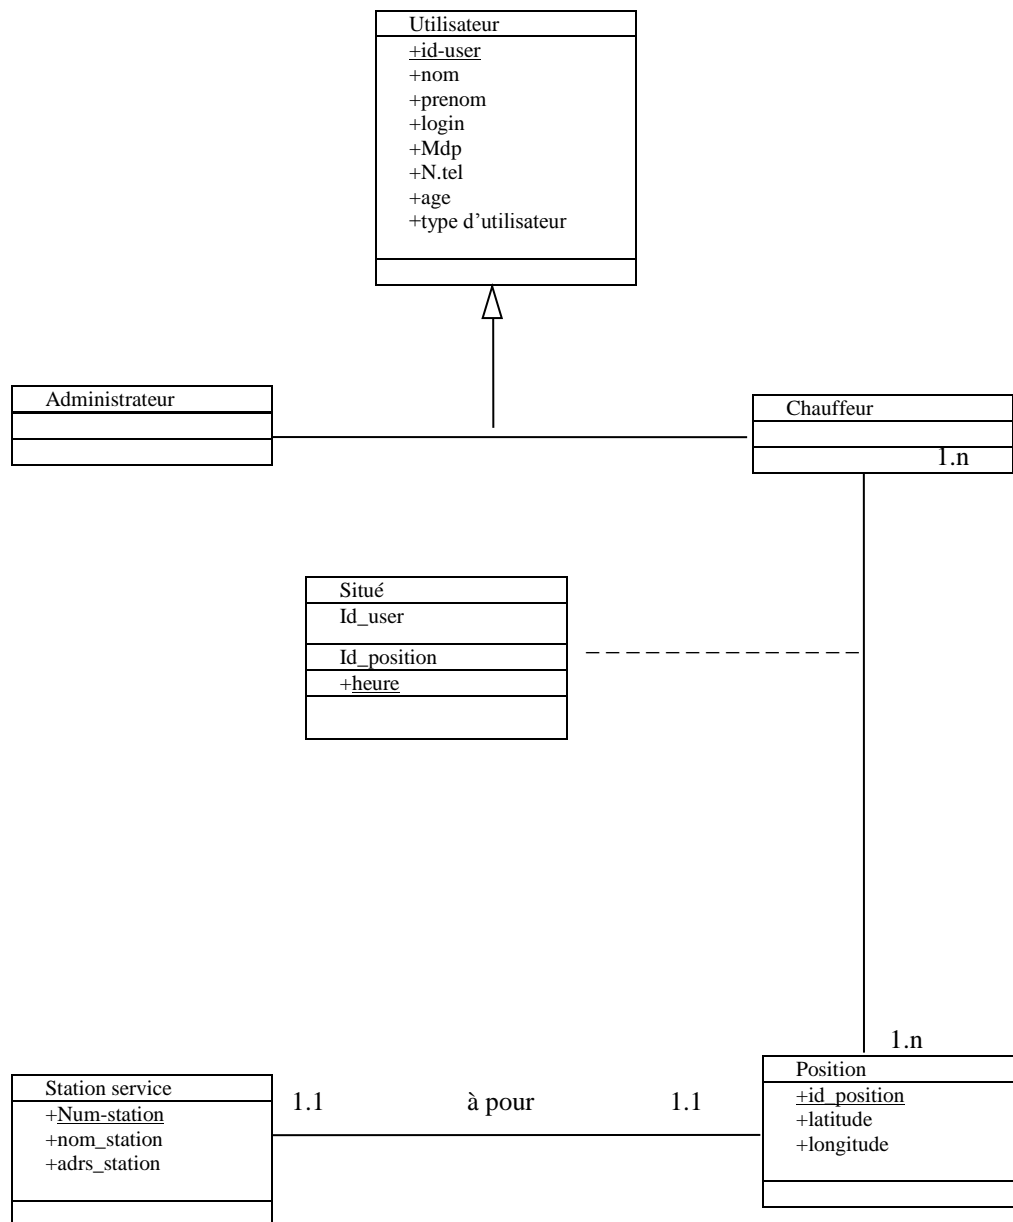 Utilisateur
+id-user
+nom
+prenom
+login
+Mdp
+N.tel
+age
+type d’utilisateur
Administrateur
Chauffeur
1.n
Situé
Id_user
Id_position
+heure
1.n
Station service
+Num-station
+nom_station
+adrs_station
1.1
à pour
1.1
Position
+id_position
+latitude
+longitude